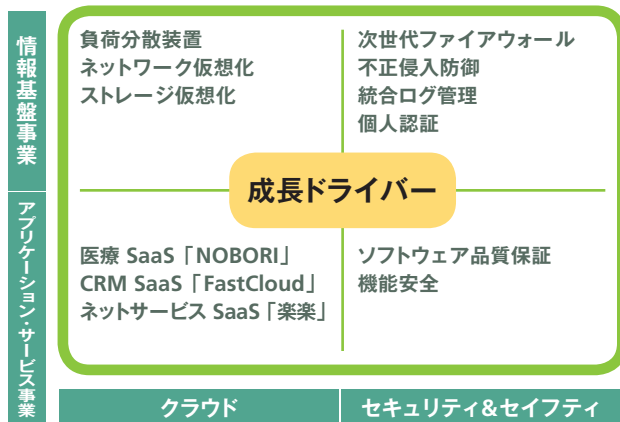 情報基盤事業
負荷分散装置
ネットワーク仮想化
ストレージ仮想化
次世代ファイアウォール
不正侵入防御
統合ログ管理
個人認証
成長ドライバー
アプリケーション・サービス事業
医療 SaaS「NOBORI」
CRM SaaS「FastCloud」
ネットサービス SaaS「楽楽」
ソフトウェア品質保証
機能安全
クラウド
セキュリティ&セイフティ